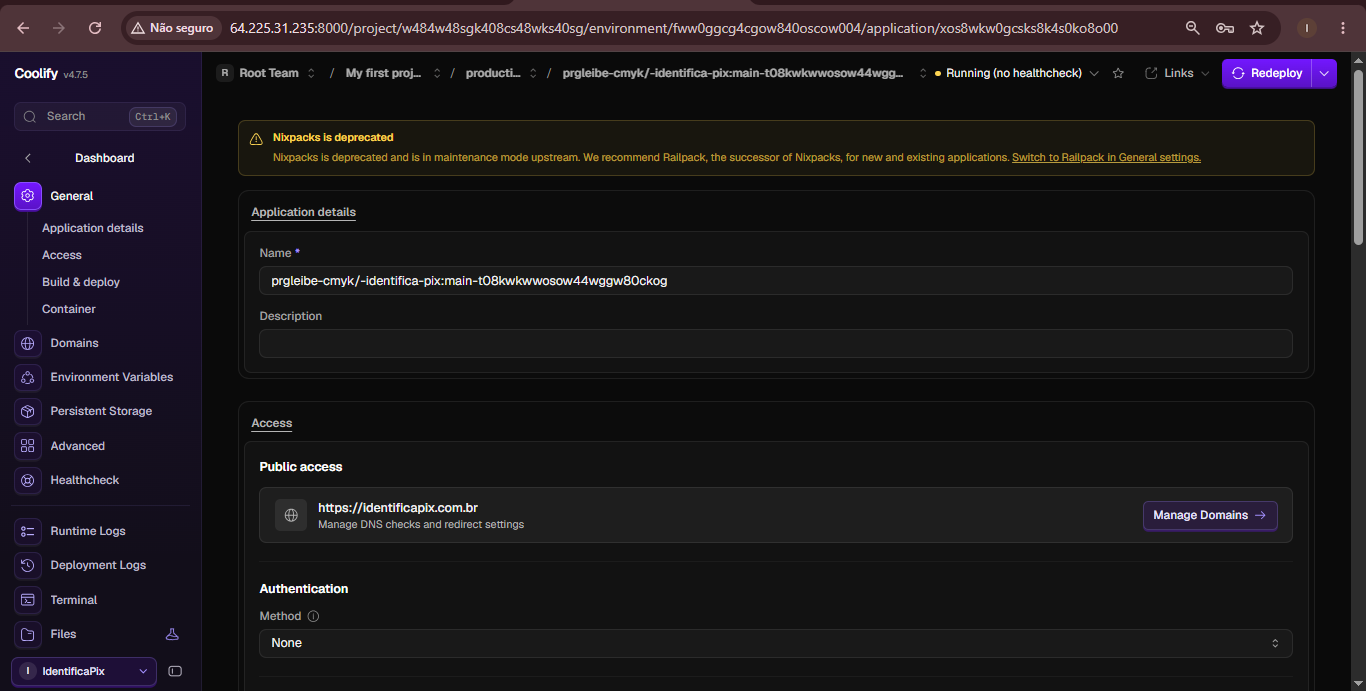 Não seguro
64.225.31.235:8000/project/w484w48sgk408cs48wks40sg/environment/fww0ggcg4cgow840oscow004/application/xos8wkw0gcsks8k4s0ko8o00
I
Coolify v4.7.5
R Root Team / My first proj... / producti... / prgleibe-cmyk/-identifica-pix:main-t08kwkwwosow44wgg... Running (no healthcheck) Links Redeploy
Search Ctrl+K
Dashboard
General
Application details
Access
Build & deploy
Container
Domains
Environment Variables
Persistent Storage
Advanced
Healthcheck
Runtime Logs
Deployment Logs
Terminal
Files
I IdentificaPix
Nixpacks is deprecated
Nixpacks is deprecated and is in maintenance mode upstream. We recommend Railpack, the successor of Nixpacks, for new and existing applications. Switch to Railpack in General settings.
Application details
Name *
prgleibe-cmyk/-identifica-pix:main-t08kwkwwosow44wggw80ckog
Description
Access
Public access
https://identificapix.com.br
Manage DNS checks and redirect settings
Manage Domains →
Authentication
Method
None